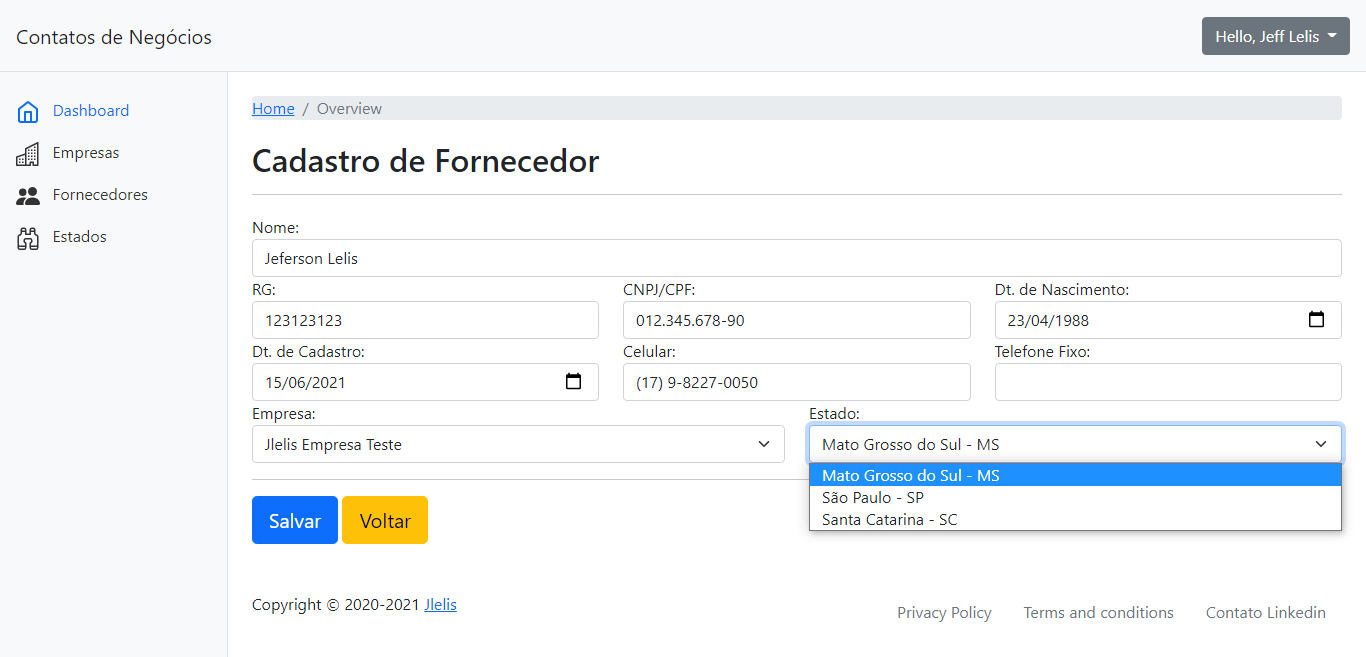 Contatos de Negócios
Hello, Jeff Lelis
Dashboard
Empresas
Fornecedores
Estados
Home / Overview
Cadastro de Fornecedor
Nome:
Jeferson Lelis
RG: CNPJ/CPF: Dt. de Nascimento:
123123123 012.345.678-90 23/04/1988
Dt. de Cadastro: Celular: Telefone Fixo:
15/06/2021 (17) 9-8227-0050
Empresa: Estado:
Jlelis Empresa Teste Mato Grosso do Sul - MS
Mato Grosso do Sul - MS
São Paulo - SP
Santa Catarina - SC
Salvar Voltar
Copyright © 2020-2021 Jlelis
Privacy Policy Terms and conditions Contato Linkedin